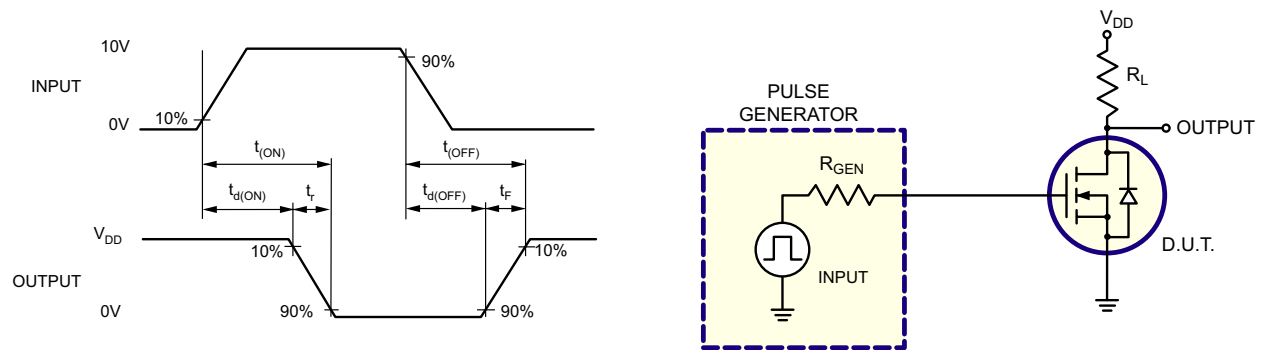 10V
90%
INPUT
10%
0V
t(ON)
t(OFF)
td(ON)
tr
td(OFF)
tF
VDD
10%
10%
OUTPUT
0V
90%
90%
VDD
RL
PULSE
GENERATOR
OUTPUT
RGEN
D.U.T.
INPUT